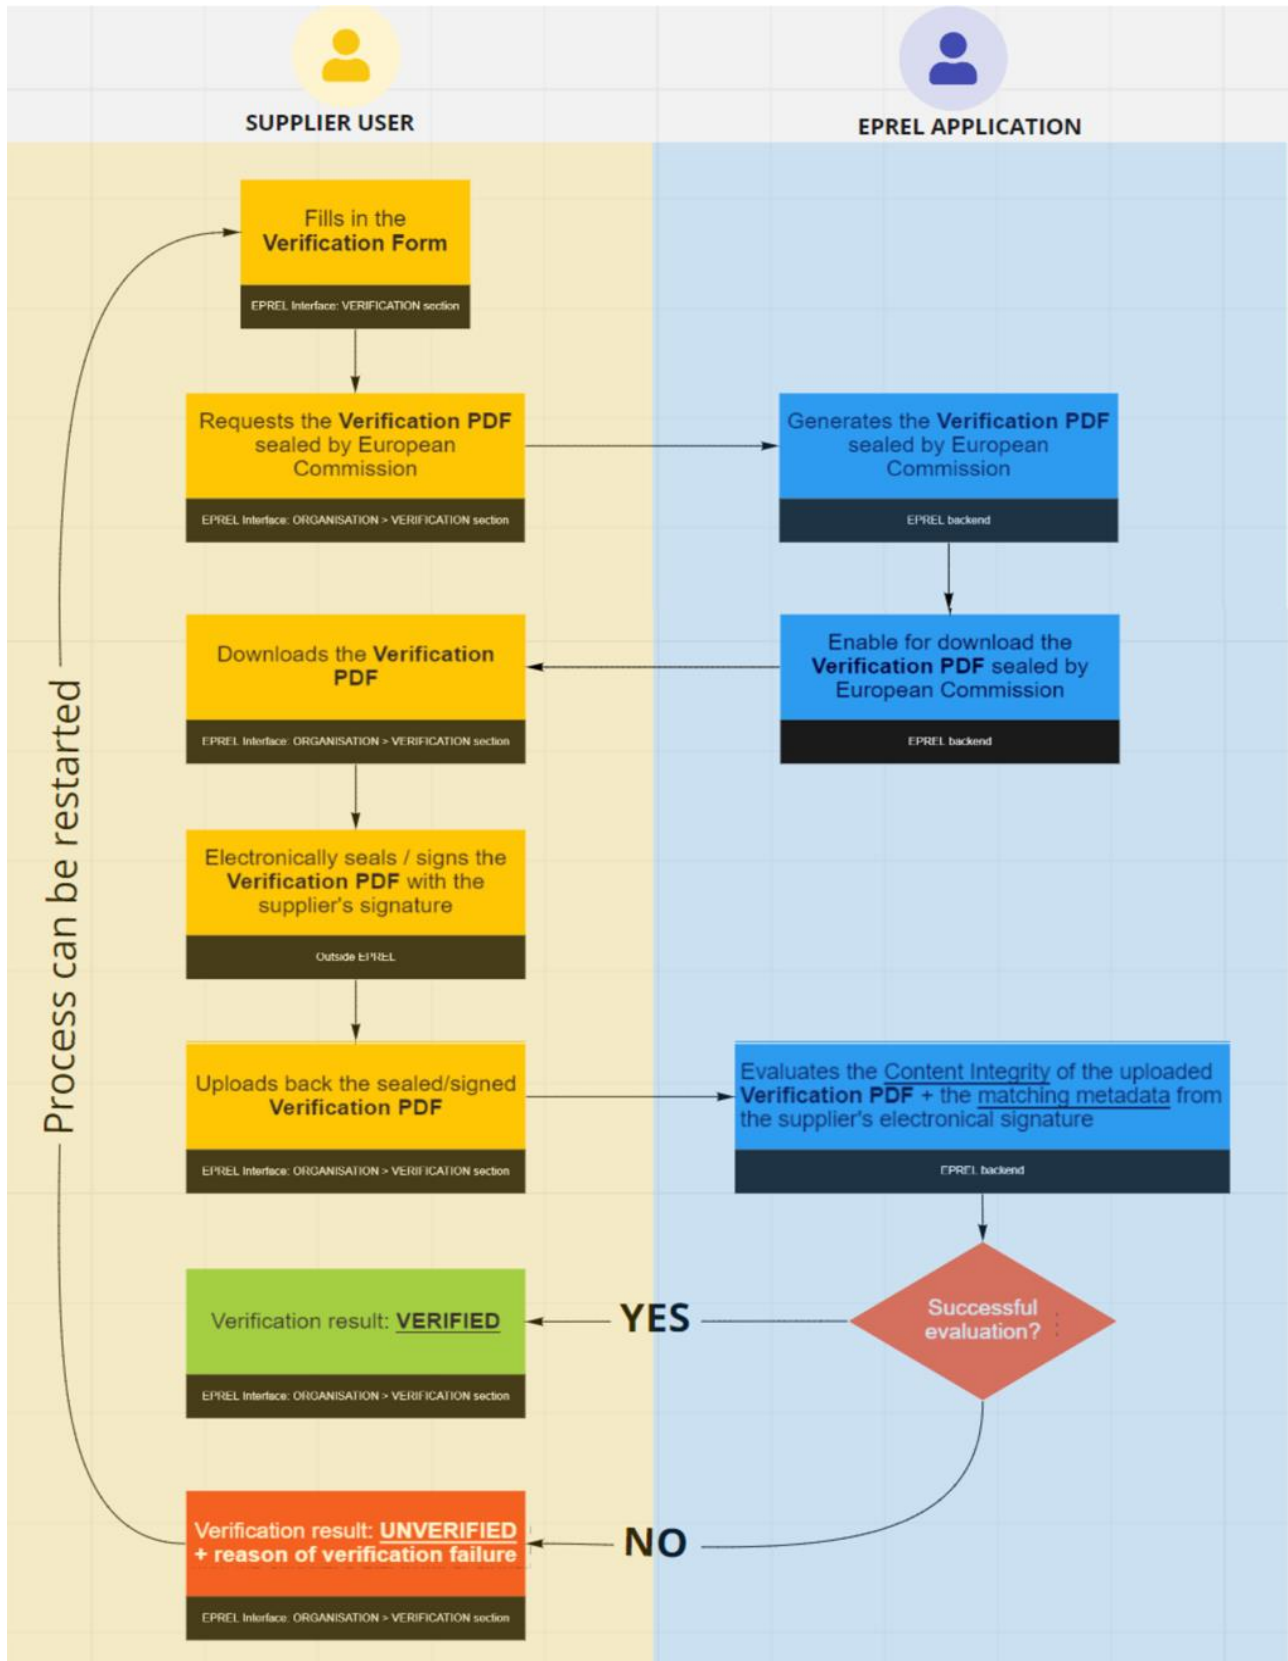 SUPPLIER USER
EPREL APPLICATION
Fills in the
Verification Form
EPREL Interface: VERIFICATION section
Requests the Verification PDF
sealed by European
Commission
EPREL Interface: ORGANISATION > VERIFICATION section
Generates the Verification PDF
sealed by European
Commission
EPREL backend
Downloads the Verification
PDF
EPREL Interface: ORGANISATION > VERIFICATION section
Enable for download the
Verification PDF sealed by
European Commission
EPREL backend
Electronically seals / signs the
Verification PDF with the
supplier's signature
Outside EPREL
Uploads back the sealed/signed
Verification PDF
EPREL Interface: ORGANISATION > VERIFICATION section
Evaluates the Content Integrity of the uploaded
Verification PDF + the matching metadata from
the supplier's electronical signature
EPREL backend
Successful
evaluation?
YES
Verification result: VERIFIED
EPREL Interface: ORGANISATION > VERIFICATION section
NO
Verification result: UNVERIFIED
+ reason of verification failure
EPREL Interface: ORGANISATION > VERIFICATION section
Process can be restarted